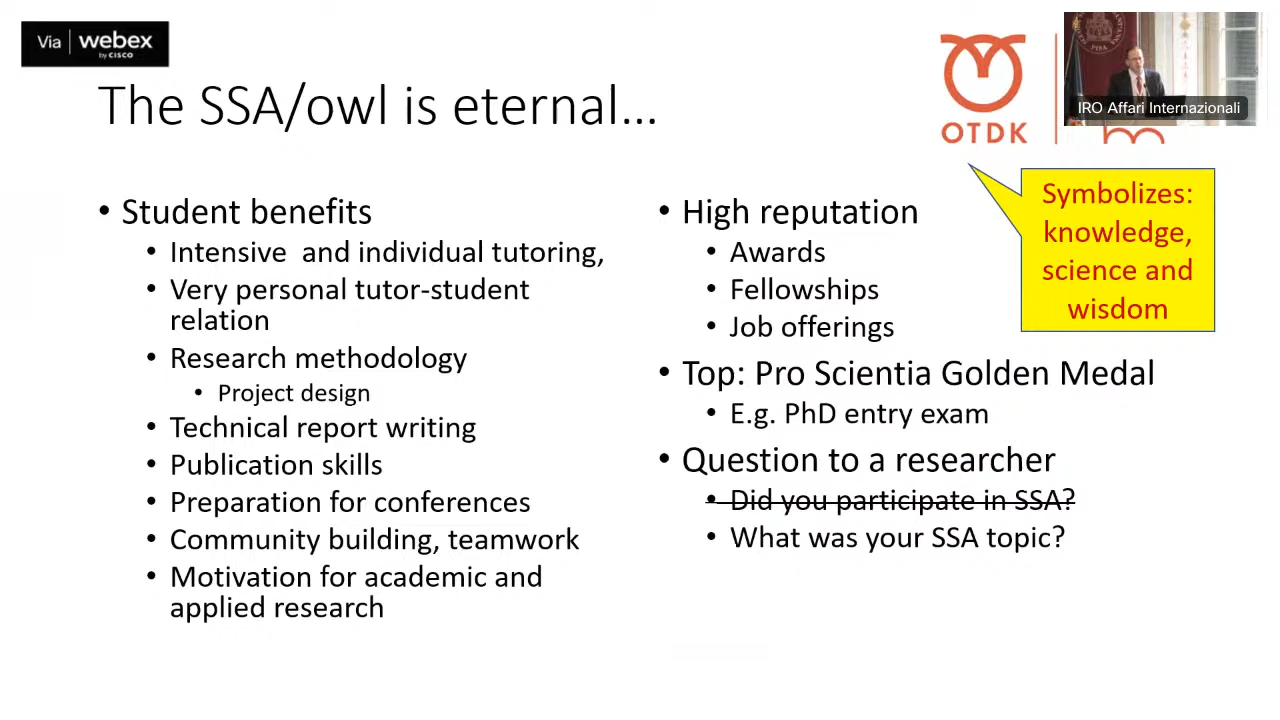 Via webex
by CISCO
The SSA/owl is eternal...
OTDK
IRO Affari Internazionali
Symbolizes:
knowledge,
science and
wisdom
• Student benefits
• Intensive  and individual tutoring,
• Very personal tutor-student
relation
• Research methodology
• Project design
• Technical report writing
• Publication skills
• Preparation for conferences
• Community building, teamwork
• Motivation for academic and
applied research
• High reputation
• Awards
• Fellowships
• Job offerings
• Top: Pro Scientia Golden Medal
• E.g. PhD entry exam
• Question to a researcher
• Did you participate in SSA?
• What was your SSA topic?